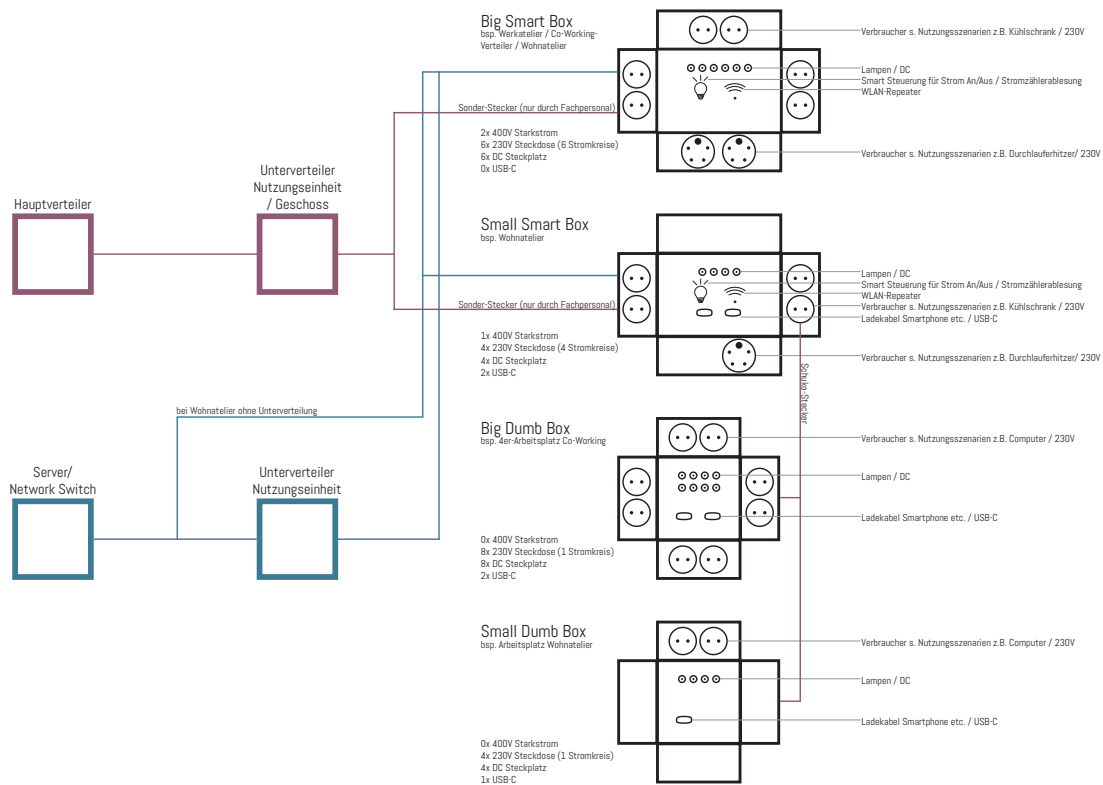 Big Smart Box
bsp. Werkatelier / Co-Working-
Verteiler / Wohnatelier
Verbraucher s. Nutzungsszenarien z.B. Kühlschrank / 230V
Lampen / DC
Smart Steuerung für Strom An/Aus / Stromzählerablesung
WLAN-Repeater
Sonder-Stecker (nur durch Fachpersonal)
2x 400V Starkstrom
6x 230V Steckdose (6 Stromkreise)
6x DC Steckplatz
0x USB-C
Verbraucher s. Nutzungsszenarien z.B. Durchlauferhitzer/ 230V
Hauptverteiler
Unterverteiler
Nutzungseinheit
/ Geschoss
Small Smart Box
bsp. Wohnatelier
Lampen / DC
Smart Steuerung für Strom An/Aus / Stromzählerablesung
WLAN-Repeater
Verbraucher s. Nutzungsszenarien z.B. Kühlschrank / 230V
Ladekabel Smartphone etc. / USB-C
Sonder-Stecker (nur durch Fachpersonal)
1x 400V Starkstrom
4x 230V Steckdose (4 Stromkreise)
4x DC Steckplatz
2x USB-C
Verbraucher s. Nutzungsszenarien z.B. Durchlauferhitzer/ 230V
Schuko-Stecker
bei Wohnatelier ohne Unterverteilung
Server/
Network Switch
Unterverteiler
Nutzungseinheit
Big Dumb Box
bsp. 4er-Arbeitsplatz Co-Working
Verbraucher s. Nutzungsszenarien z.B. Computer / 230V
Lampen / DC
Ladekabel Smartphone etc. / USB-C
0x 400V Starkstrom
8x 230V Steckdose (1 Stromkreis)
8x DC Steckplatz
2x USB-C
Small Dumb Box
bsp. Arbeitsplatz Wohnatelier
Verbraucher s. Nutzungsszenarien z.B. Computer / 230V
Lampen / DC
Ladekabel Smartphone etc. / USB-C
0x 400V Starkstrom
4x 230V Steckdose (1 Stromkreis)
4x DC Steckplatz
1x USB-C